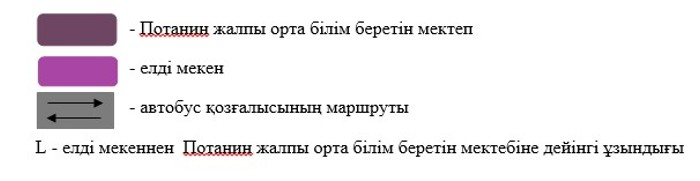 - Потанин жалпы орта білім беретін мектеп
- елді мекен
- автобус қозғалысының маршруты
L - елді мекеннен Потанин жалпы орта білім беретін мектебіне дейінгі ұзындығы